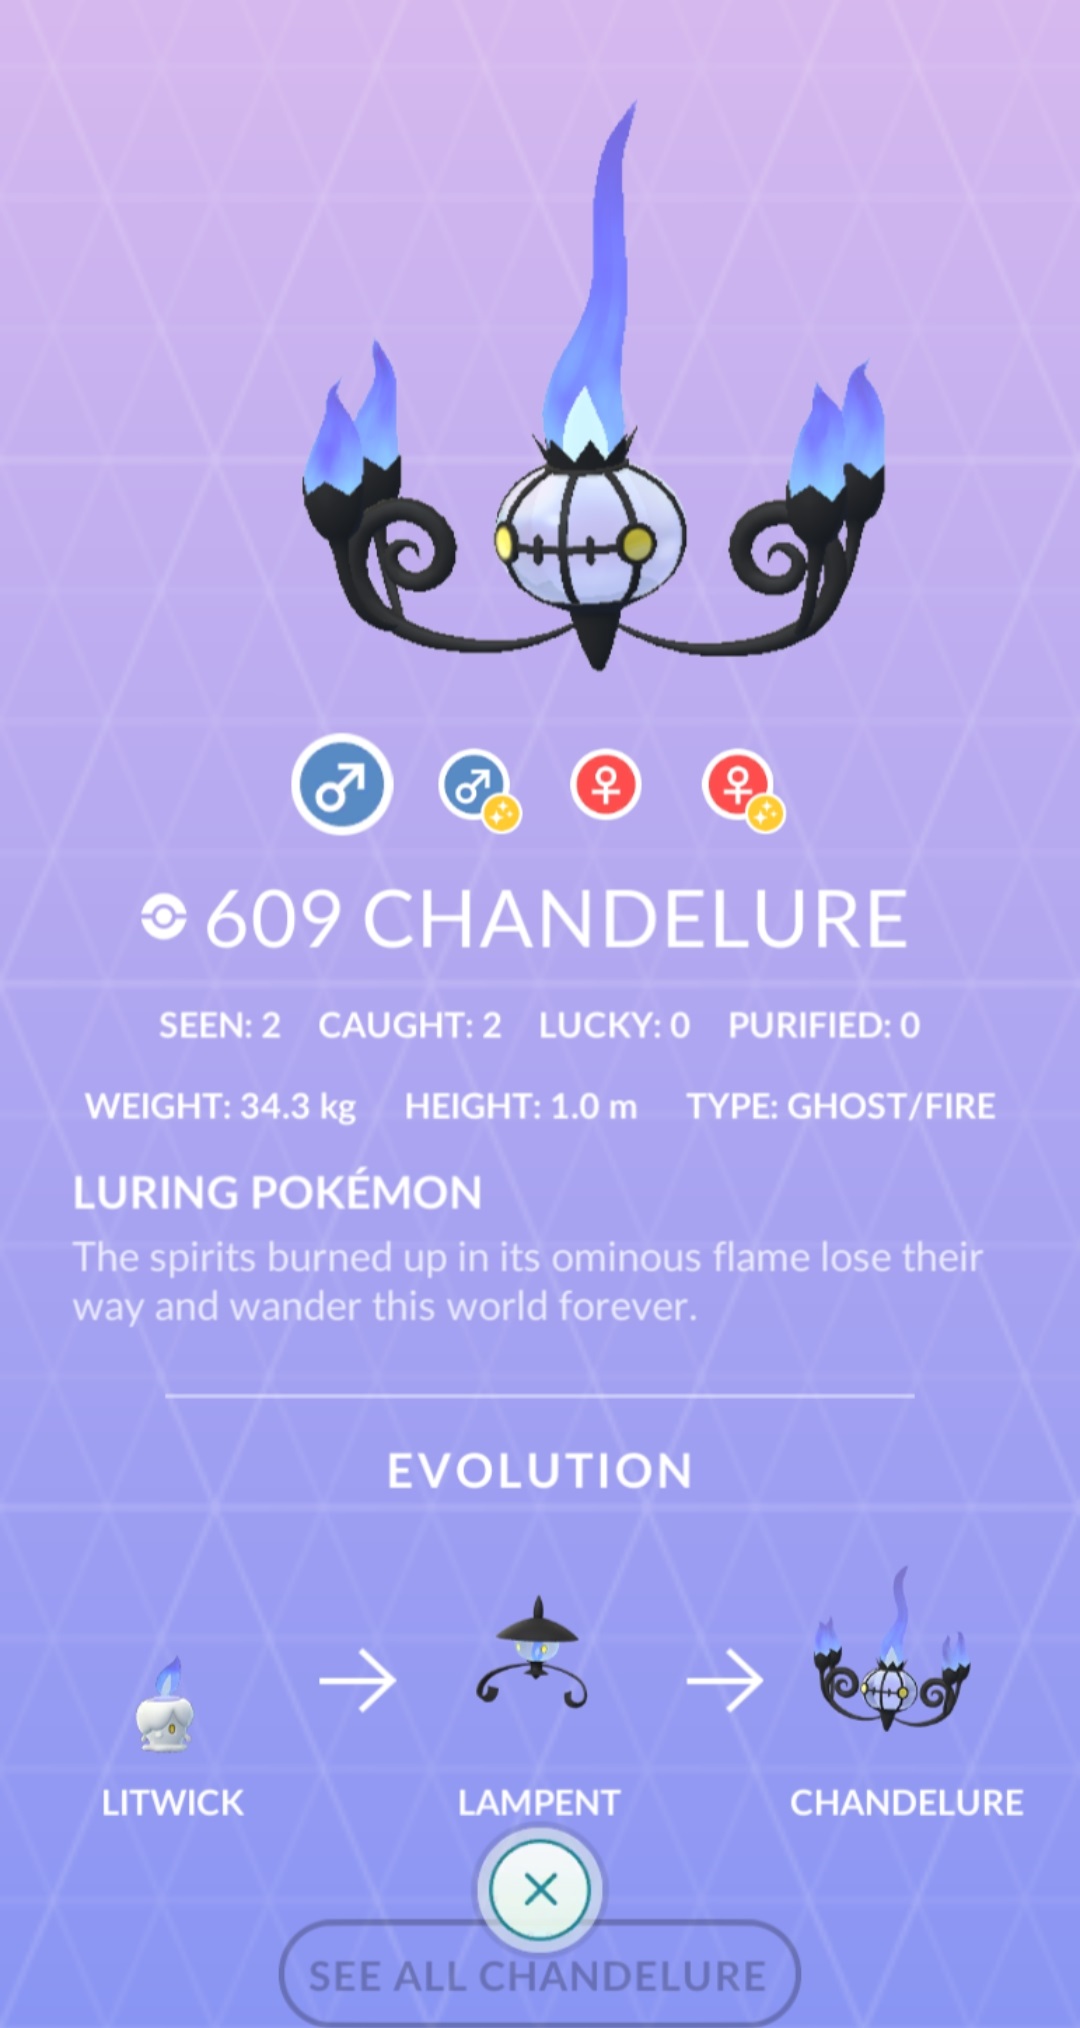 609 CHANDELURE
SEEN: 2 CAUGHT: 2 LUCKY: 0 PURIFIED: 0
WEIGHT: 34.3 kg HEIGHT: 1.0 m TYPE: GHOST/FIRE
LURING POKÉMON
The spirits burned up in its ominous flame lose their
way and wander this world forever.
EVOLUTION
LITWICK LAMPENT CHANDELURE
SEE ALL CHANDELURE